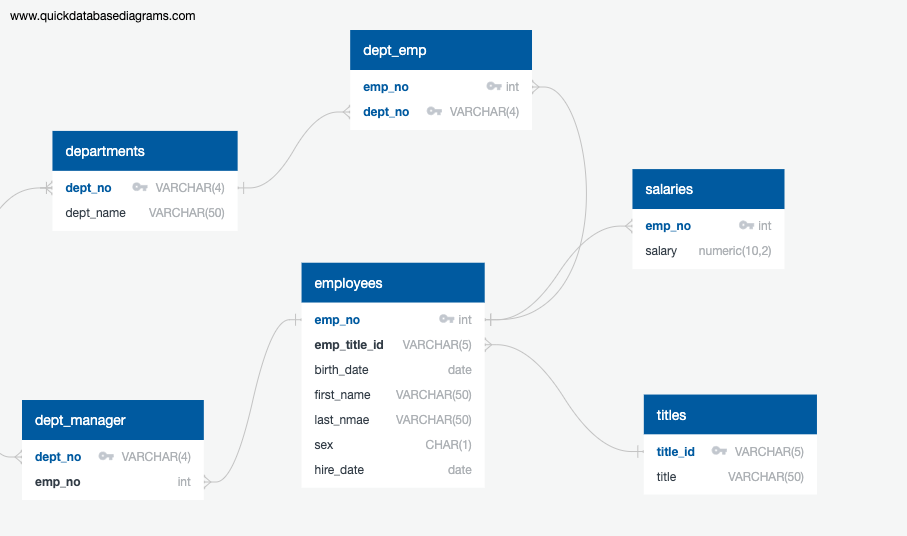 www.quickdatabasediagrams.com
dept_emp
emp_no int
dept_no VARCHAR(4)
departments
dept_no VARCHAR(4)
dept_name VARCHAR(50)
salaries
emp_no int
salary numeric(10,2)
employees
emp_no int
emp_title_id VARCHAR(5)
birth_date date
first_name VARCHAR(50)
last_nmae VARCHAR(50)
sex CHAR(1)
hire_date date
titles
title_id VARCHAR(5)
title VARCHAR(50)
dept_manager
dept_no VARCHAR(4)
emp_no int